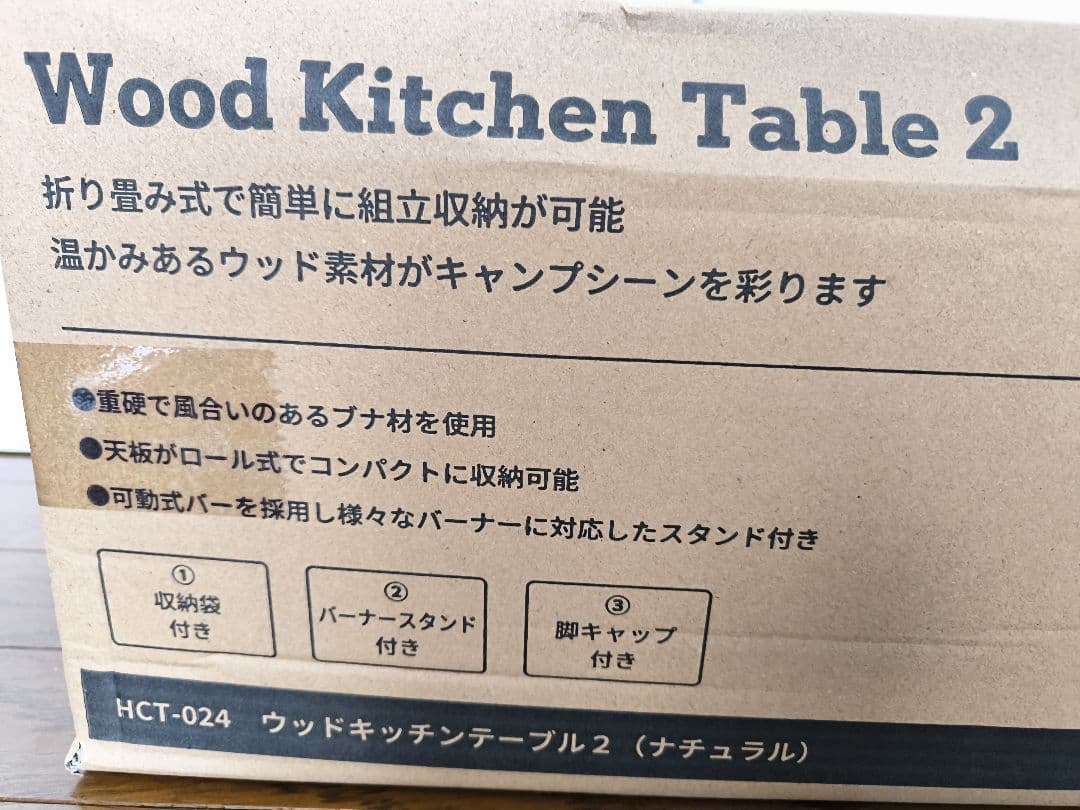 Wood Kitchen Table 2
折り畳み式で簡単に組立収納が可能
温かみあるウッド素材がキャンプシーンを彩ります
●重硬で風合いのあるブナ材を使用
●天板がロール式でコンパクトに収納可能
●可動式バーを採用し様々なバーナーに対応したスタンド付き
①
収納袋
付き
②
バーナースタンド
付き
③
脚キャップ
付き
HCT-024 ウッドキッチンテーブル2（ナチュラル）